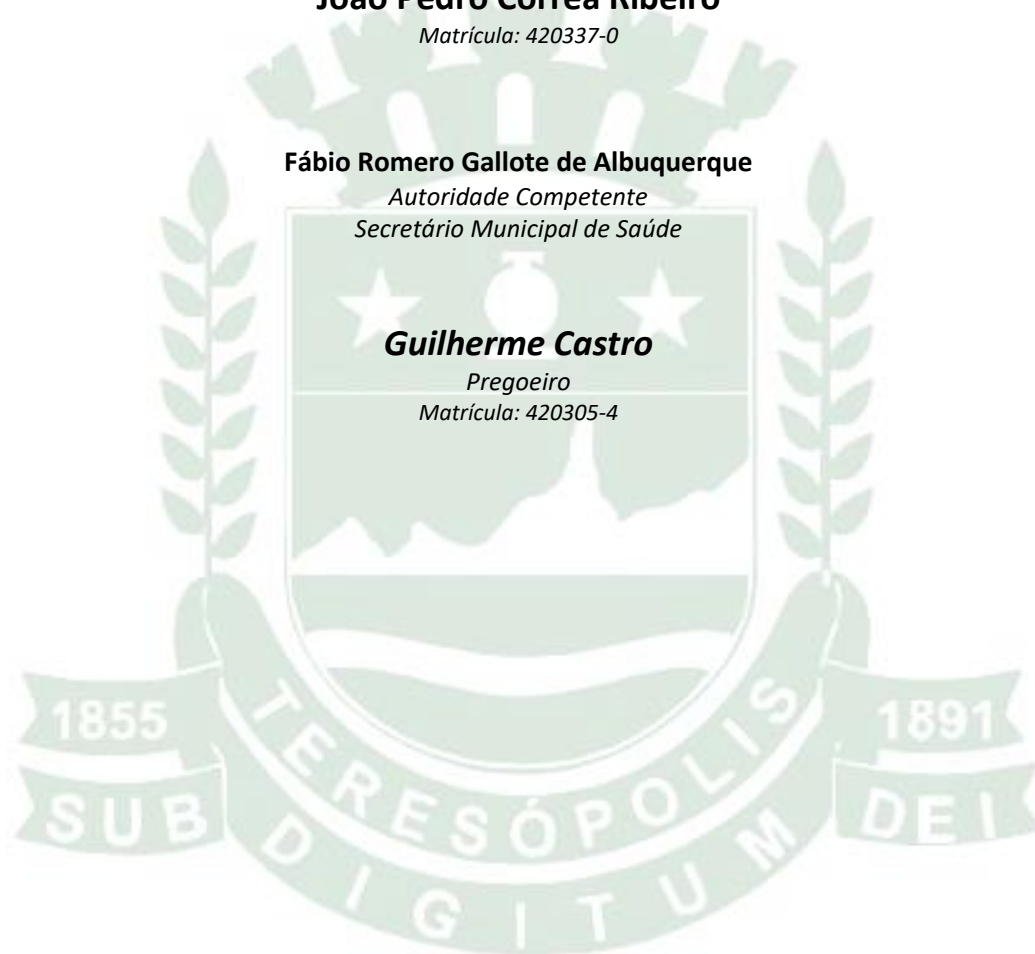 João Pedro Corrêa Ribeiro
Matrícula: 420337-0
Fábio Romero Gallote de Albuquerque
Autoridade Competente
Secretário Municipal de Saúde
Guilherme Castro
Pregoeiro
Matrícula: 420305-4
1855
TERESÓPOLIS
1891
SUB
DIGITUM
DEI